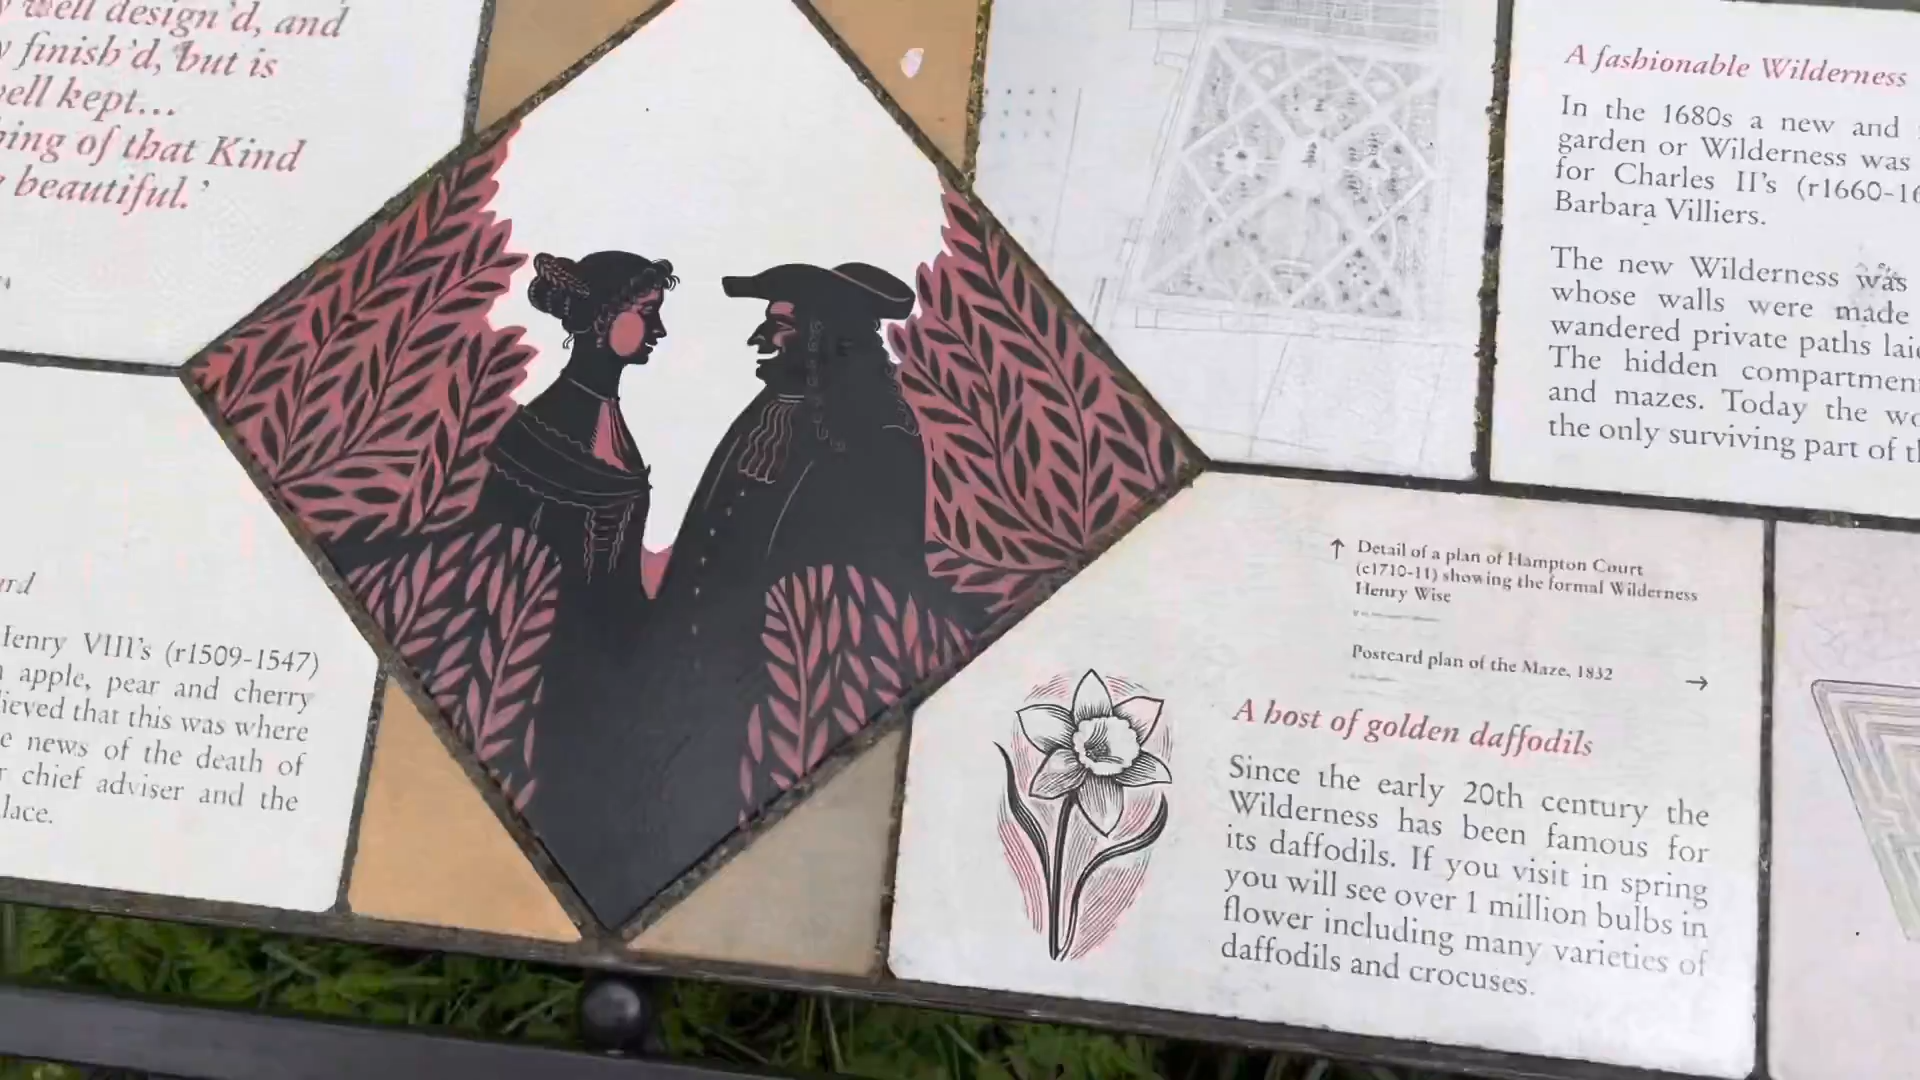 well design'd, and
finish'd, but is
well kept...
hing of that Kind
beautiful.'
Henry VIII's (r1509-1547)
apple, pear and cherry
ieved that this was where
e news of the death of
r chief adviser and the
lace.
A fashionable Wilderness
In the 1680s a new and
garden or Wilderness was
for Charles II's (r1660-16
Barbara Villiers.
The new Wilderness was
whose walls were made
wandered private paths laid
The hidden compartment
and mazes. Today the wo
the only surviving part of th
↑ Detail of a plan of Hampton Court
(c1710-11) showing the formal Wilderness
Henry Wise
Postcard plan of the Maze, 1832 →
A host of golden daffodils
Since the early 20th century the
Wilderness has been famous for
its daffodils. If you visit in spring
you will see over 1 million bulbs in
flower including many varieties of
daffodils and crocuses.